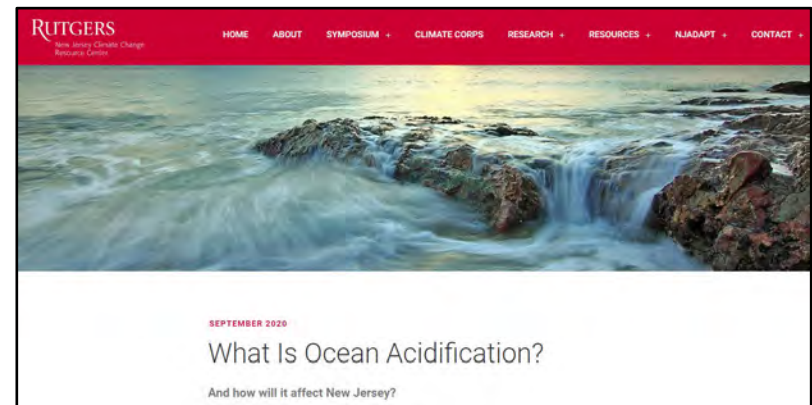 RUTGERS
New Jersey Climate Change
Resource Center
HOME ABOUT SYMPOSIUM + CLIMATE CORPS RESEARCH + RESOURCES + NJADAPT + CONTACT +
SEPTEMBER 2020
What Is Ocean Acidification?
And how will it affect New Jersey?